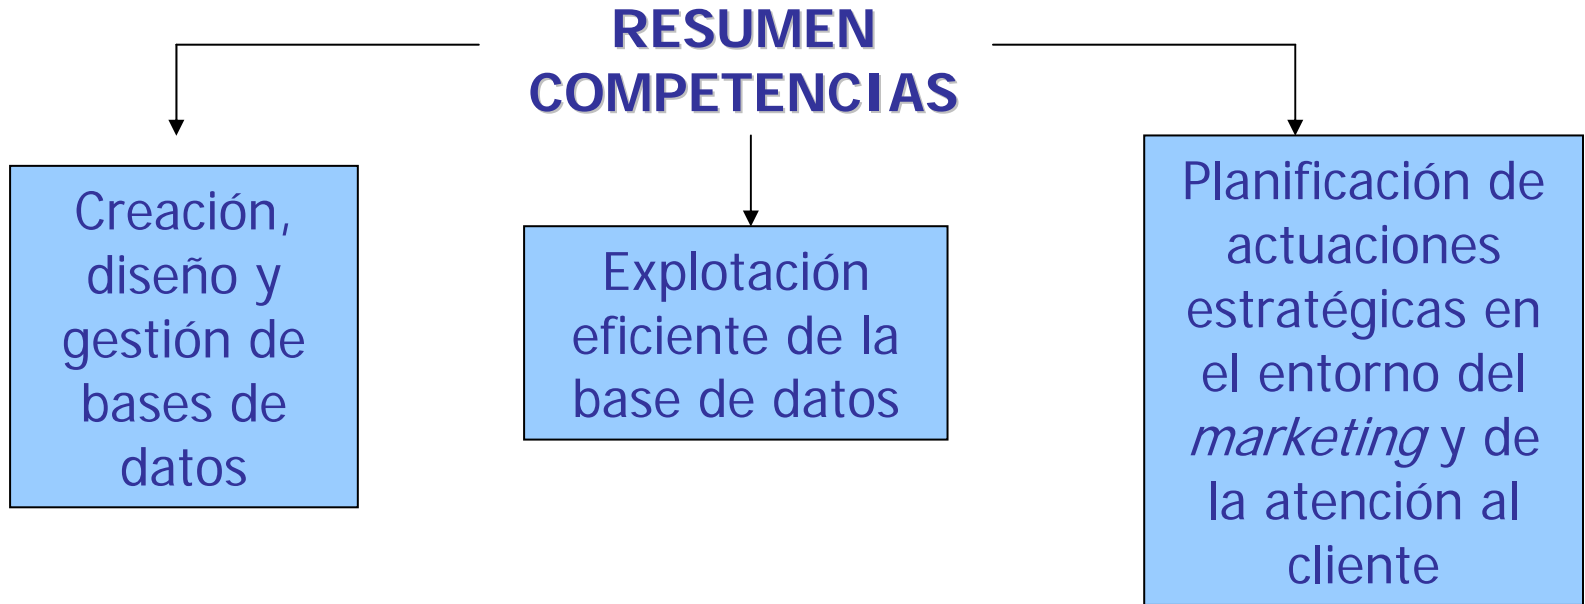 RESUMEN
COMPETENCIAS
Creación,
diseño y
gestión de
bases de
datos
Explotación
eficiente de la
base de datos
Planificación de
actuaciones
estratégicas en
el entorno del
marketing y de
la atención al
cliente